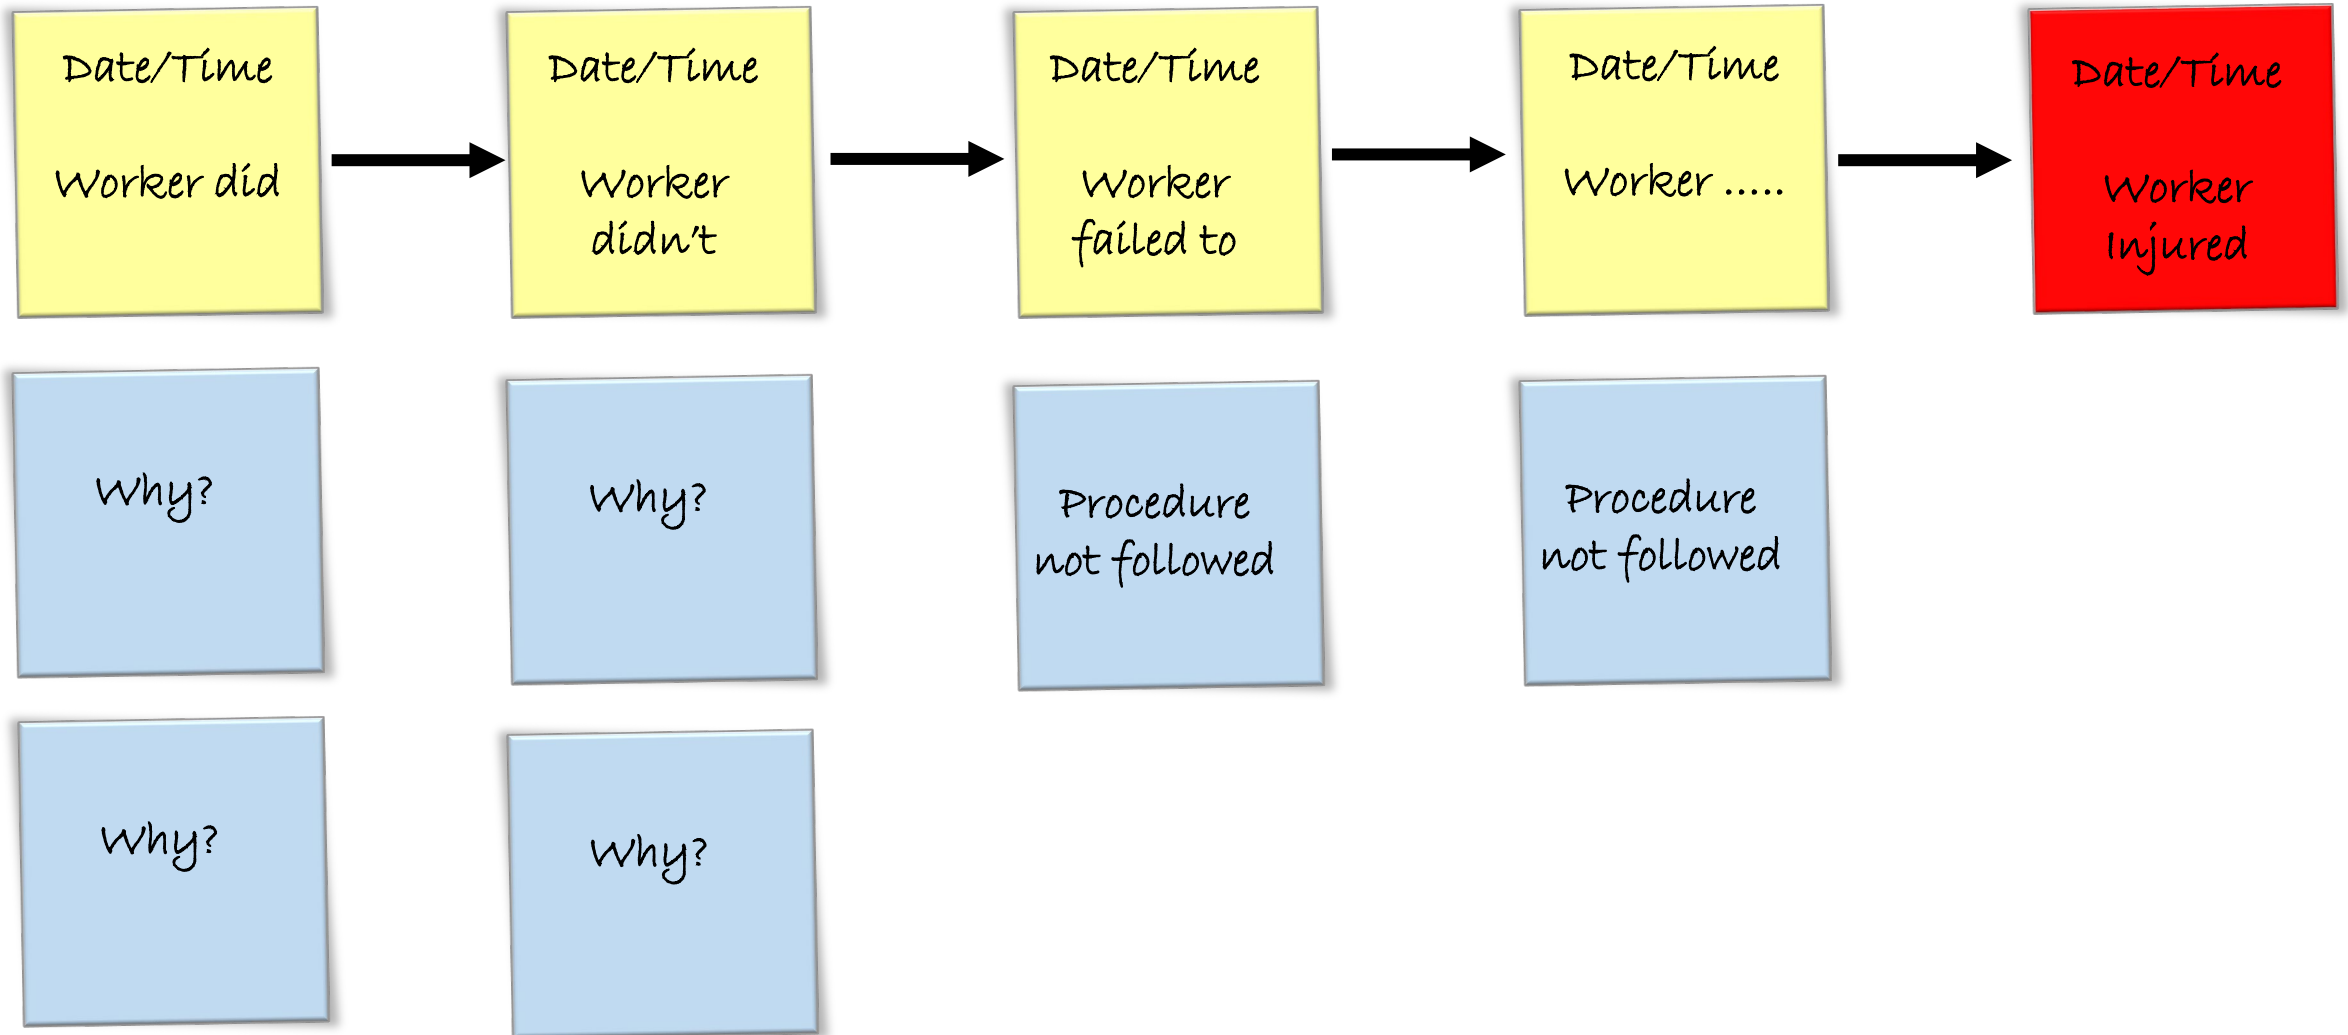 Date/Time
Worker did
Date/Time
Worker
didn't
Date/Time
Worker
failed to
Date/Time
Worker .....
Date/Time
Worker
Injured
Why?
Why?
Procedure
not followed
Procedure
not followed
Why?
Why?